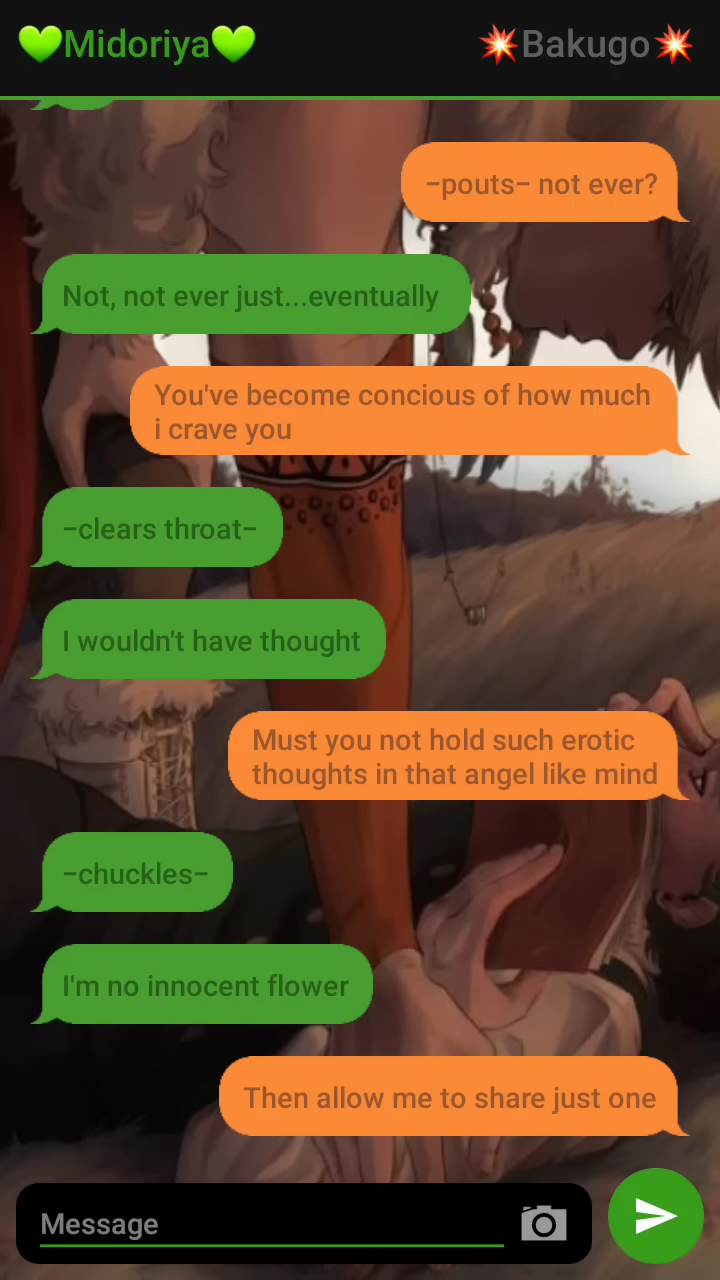 💚Midoriya💚
💥Bakugo💥
–pouts– not ever?
Not, not ever just...eventually
You've become concious of how much
i crave you
–clears throat–
I wouldn't have thought
Must you not hold such erotic
thoughts in that angel like mind
–chuckles–
I'm no innocent flower
Then allow me to share just one
Message